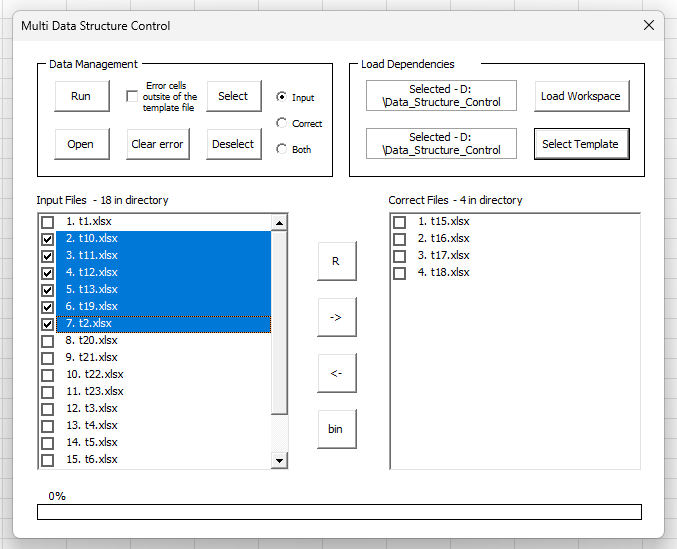 Multi Data Structure Control
Data Management
Run
Error cells
outsite of the
template file
Select
Input
Correct
Both
Open
Clear error
Deselect
Load Dependencies
Selected - D:
\Data_Structure_Control
Load Workspace
Selected - D:
\Data_Structure_Control
Select Template
Input Files - 18 in directory
1. t1.xlsx
2. t10.xlsx
3. t11.xlsx
4. t12.xlsx
5. t13.xlsx
6. t19.xlsx
7. t2.xlsx
8. t20.xlsx
9. t21.xlsx
10. t22.xlsx
11. t23.xlsx
12. t3.xlsx
13. t4.xlsx
14. t5.xlsx
15. t6.xlsx
R
->
<-
bin
Correct Files - 4 in directory
1. t15.xlsx
2. t16.xlsx
3. t17.xlsx
4. t18.xlsx
0%